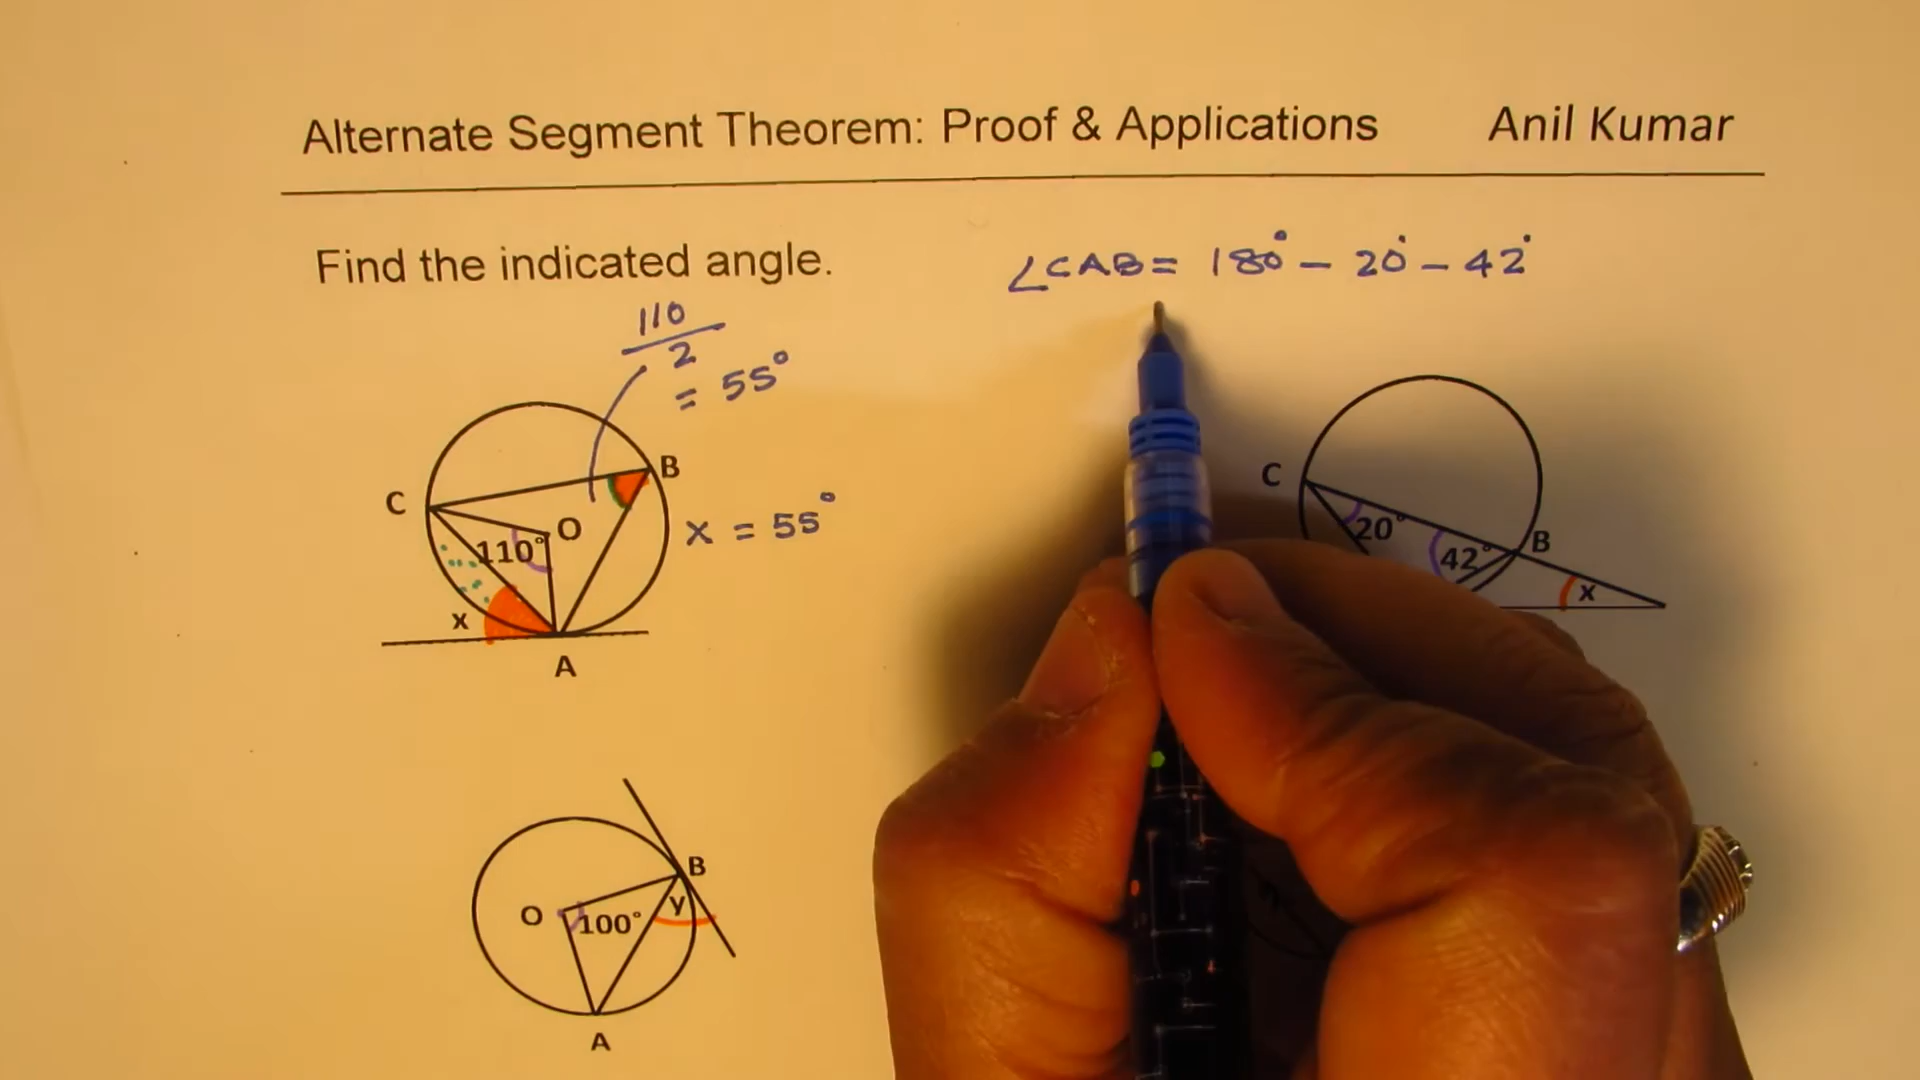 Alternate Segment Theorem: Proof & Applications Anil Kumar
Find the indicated angle.
∠CAB = 180° - 20° - 42°
110
2
= 55°
B
C
O
110°
x = 55°
x
A
C
20°
B
42°
x
B
O
100°
y
A